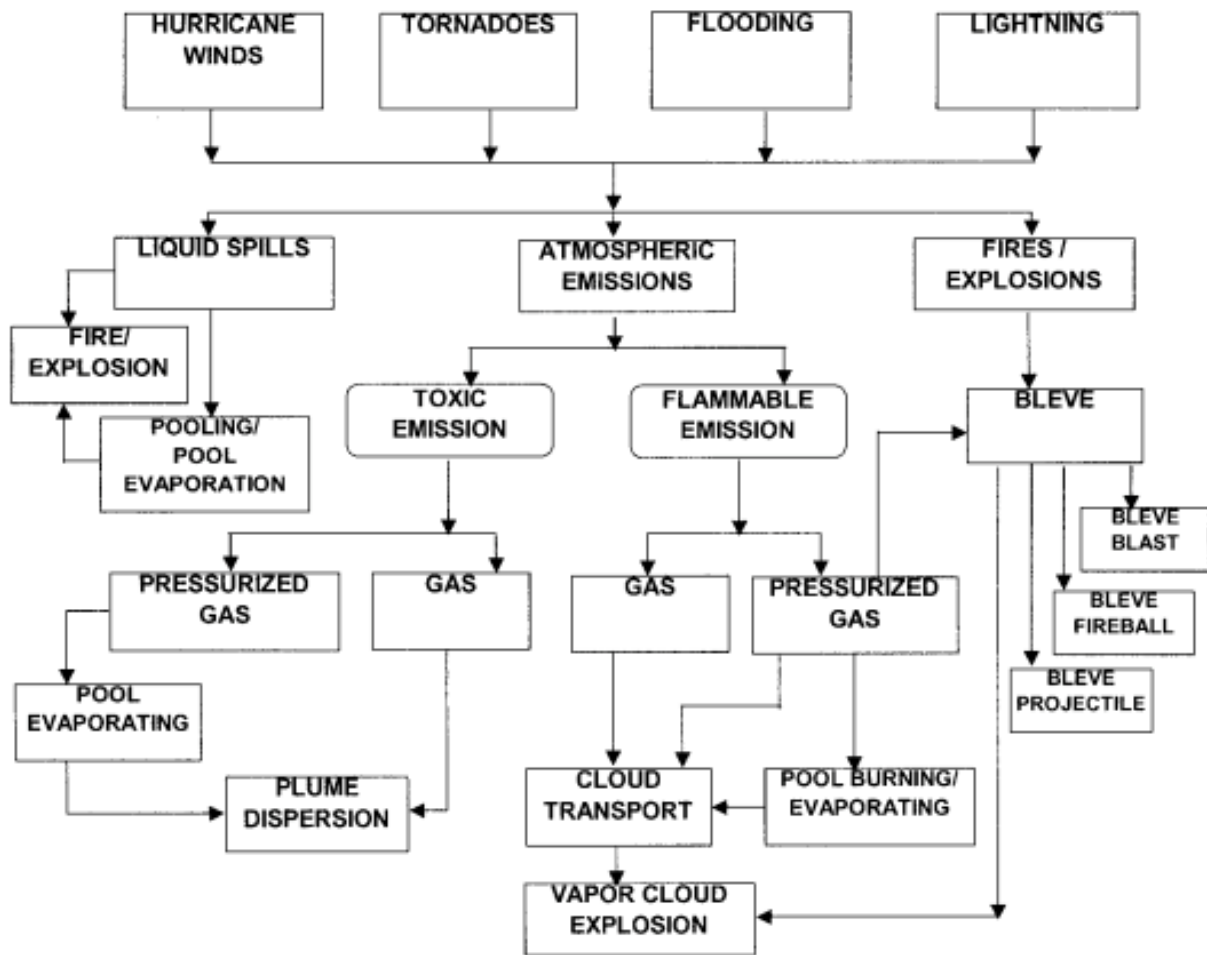 HURRICANE
WINDS
TORNADOES
FLOODING
LIGHTNING
LIQUID SPILLS
ATMOSPHERIC
EMISSIONS
FIRES /
EXPLOSIONS
FIRE/
EXPLOSION
TOXIC
EMISSION
FLAMMABLE
EMISSION
BLEVE
POOLING/
POOL
EVAPORATION
BLEVE
BLAST
PRESSURIZED
GAS
GAS
GAS
PRESSURIZED
GAS
BLEVE
FIREBALL
POOL
EVAPORATING
BLEVE
PROJECTILE
PLUME
DISPERSION
CLOUD
TRANSPORT
POOL BURNING/
EVAPORATING
VAPOR CLOUD
EXPLOSION